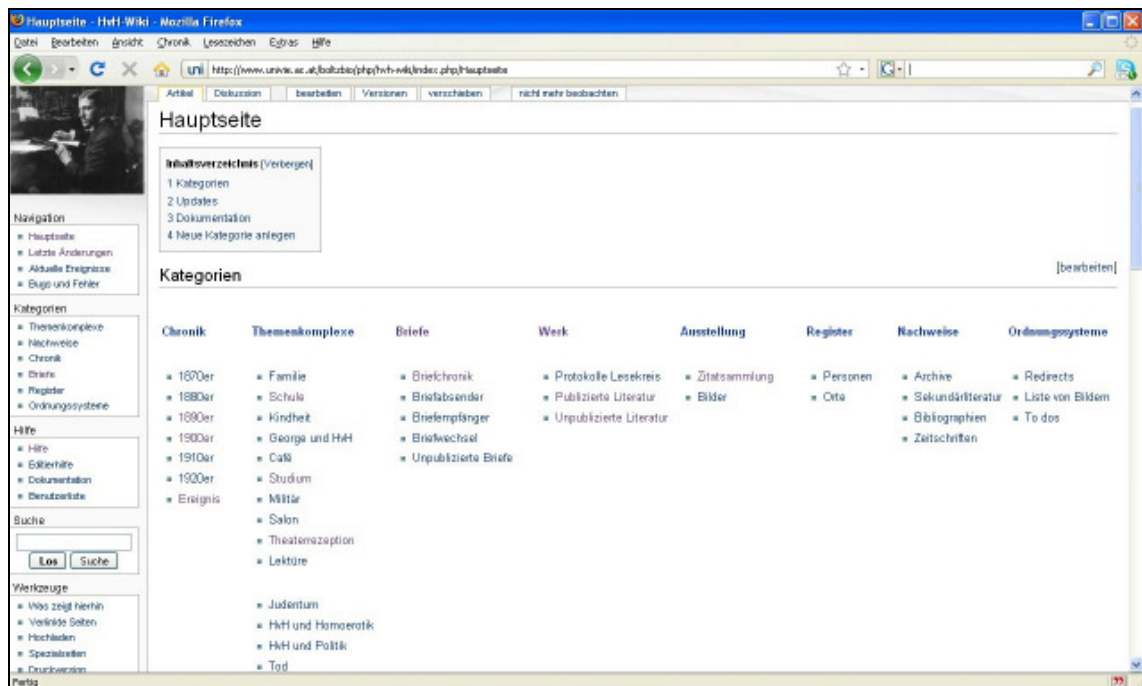 Hauptseite - HvH-Wiki - Mozilla Firefox
Datei Bearbeiten Ansicht Chronik Lesezeichen Extras Hilfe
uni http://www.univie.ac.at/boltzbio/php/hvh-wiki/index.php/Hauptseite
Artikel Diskussion bearbeiten Versionen verschieben nicht mehr beobachten
Hauptseite
Inhaltsverzeichnis [Verbergen]
1 Kategorien
2 Updates
3 Dokumentation
4 Neue Kategorie anlegen
Navigation
Hauptseite
Letzte Änderungen
Aktuelle Ereignisse
Bugs und Fehler
Kategorien
Themenkomplexe
Nachweise
Chronik
Briefe
Register
Ordnungssysteme
Hilfe
Hilfe
Editierhilfe
Dokumentation
Benutzerliste
Suche
Los Suche
Werkzeuge
Was zeigt hierhin
Verlinkte Seiten
Hochladen
Spezialseiten
Druckversion
Kategorien [bearbeiten]
Chronik
1870er
1880er
1890er
1900er
1910er
1920er
Ereignis
Themenkomplexe
Familie
Schule
Kindheit
George und HvH
Café
Studium
Militär
Salon
Theaterrezeption
Lektüre
Judentum
HvH und Homoerotik
HvH und Politik
Tod
Briefe
Briefchronik
Briefabsender
Briefempfänger
Briefwechsel
Unpublizierte Briefe
Werk
Protokolle Lesekreis
Publizierte Literatur
Unpublizierte Literatur
Ausstellung
Zitatsammlung
Bilder
Register
Personen
Orte
Nachweise
Archive
Sekundärliteratur
Bibliographien
Zeitschriften
Ordnungssysteme
Redirects
Liste von Bildern
To dos
Fertig